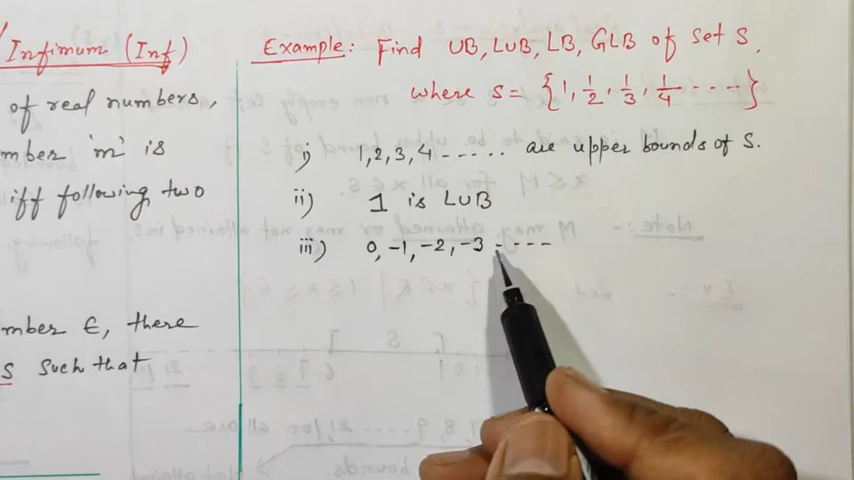 Infimum (Inf)
of real numbers,
mber 'm' is
iff following two
mber ϵ, there
s such that
Example: Find UB, LUB, LB, GLB of Set S.
where S = {1, 1/2, 1/3, 1/4 ----}
i) 1, 2, 3, 4 ------ are upper bounds of S.
ii) 1 is LUB
iii) 0, -1, -2, -3 ----